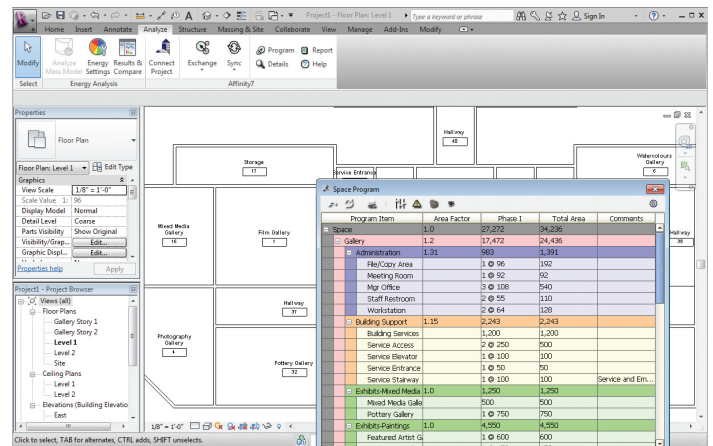 Project1 - Floor Plan: Level 1
Type a keyword or phrase
Sign In
Home Insert Annotate Analyze Structure Massing & Site Collaborate View Manage Add-Ins Modify
Modify
Analyze Mass Model
Energy Settings
Results & Compare
Connect Project
Exchange
Sync
Program
Report
Details
Help
Select
Energy Analysis
Affinity7
Properties
Floor Plan
Floor Plan: Level 1
Edit Type
Graphics
View Scale 1/8" = 1'-0"
Scale Value 1: 96
Display Model Normal
Detail Level Coarse
Parts Visibility Show Original
Visibility/Grap... Edit...
Graphic Displ... Edit...
Properties help
Apply
Project1 - Project Browser
Views (all)
Floor Plans
Gallery Story 1
Gallery Story 2
Level 1
Level 2
Site
Ceiling Plans
Level 1
Level 2
Elevations (Building Elevatio
East
Hallway
48
Storage
17
Service Entrance
Watercolours
Gallery
6
Mixed Media
Gallery
16
Film Gallery
1
Hallway
38
Hallway
37
Photography
Gallery
Pottery Gallery
32
Space Program
Program Item Area Factor Phase I Total Area Comments
Space 1.0 27,272 34,236
Gallery 1.2 17,472 24,436
Administration 1.31 983 1,391
File/Copy Area 1 @ 96 192
Meeting Room 1 @ 92 92
Mgr Office 3 @ 108 540
Staff Restroom 2 @ 55 110
Workstation 2 @ 64 128
Building Support 1.15 2,243 2,243
Building Services 1,200 1,200
Service Access 2 @ 250 500
Service Elevator 1 @ 100 100
Service Entrance 1 @ 50 50
Service Stairway 1 @ 100 100 Service and Em...
Exhibits-Mixed Media 1.0 1,250 1,250
Mixed Media Galle 500 500
Pottery Gallery 1 @ 750 750
Exhibits-Paintings 1.0 4,550 4,550
Featured Artist G 1 @ 600 600
1/8" = 1'-0"
Click to select, TAB for alternates, CTRL adds, SHIFT unselects.